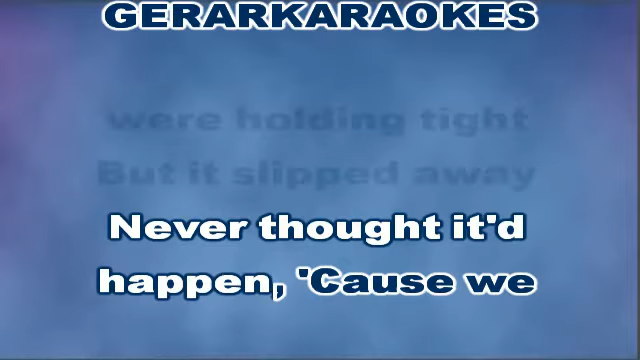 GERARKARAOKES
were holding tight
But it slipped away
Never thought it'd
happen, 'Cause we